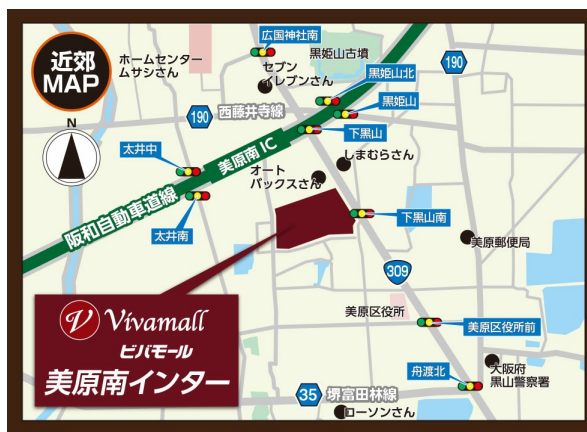 近郊
MAP
N
ホームセンター
ムサシさん
広国神社南
セブン
イレブンさん
黒姫山古墳
黒姫山北
黒姫山
190
190
西藤井寺線
下黒山
美原南IC
太井中
しまむらさん
オート
バックスさん
阪和自動車道線
太井南
下黒山南
美原郵便局
309
Vivamall
ビバモール
美原南インター
美原区役所
美原区役所前
舟渡北
大阪府
黒山警察署
35
堺富田林線
ローソンさん